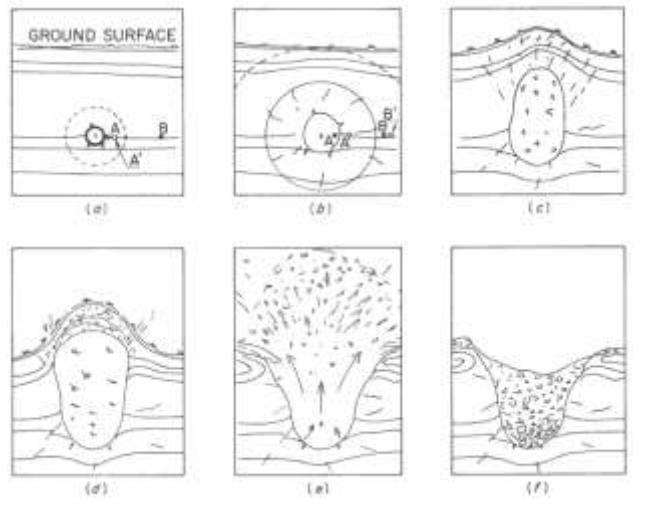 GROUND SURFACE
A
B
A'
(a)
B'
B
A A'
(b)
(c)
(d)
(e)
(f)